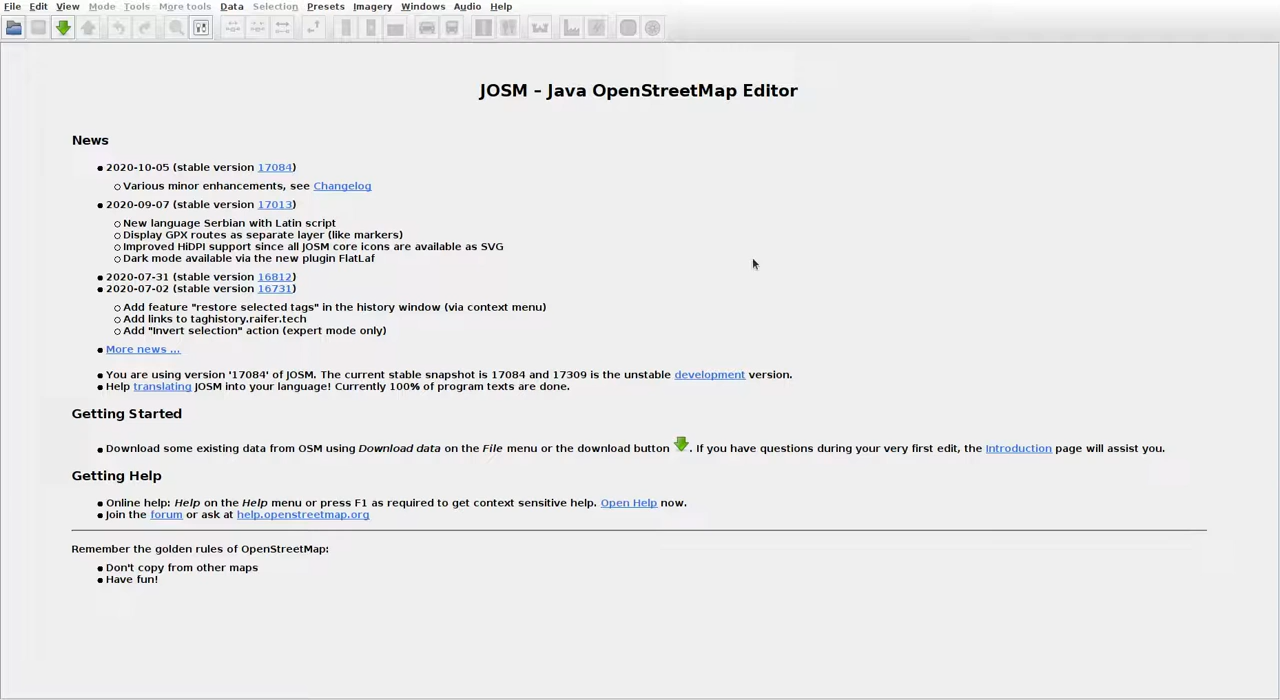 File Edit View Mode Tools More tools Data Selection Presets Imagery Windows Audio Help
JOSM – Java OpenStreetMap Editor
News
2020-10-05 (stable version 17084)
Various minor enhancements, see Changelog
2020-09-07 (stable version 17013)
New language Serbian with Latin script
Display GPX routes as separate layer (like markers)
Improved HiDPI support since all JOSM core icons are available as SVG
Dark mode available via the new plugin FlatLaf
2020-07-31 (stable version 16812)
2020-07-02 (stable version 16731)
Add feature "restore selected tags" in the history window (via context menu)
Add links to taghistory.raifer.tech
Add "Invert selection" action (expert mode only)
More news ...
You are using version '17084' of JOSM. The current stable snapshot is 17084 and 17309 is the unstable development version.
Help translating JOSM into your language! Currently 100% of program texts are done.
Getting Started
Download some existing data from OSM using Download data on the File menu or the download button . If you have questions during your very first edit, the Introduction page will assist you.
Getting Help
Online help: Help on the Help menu or press F1 as required to get context sensitive help. Open Help now.
Join the forum or ask at help.openstreetmap.org
Remember the golden rules of OpenStreetMap:
Don't copy from other maps
Have fun!